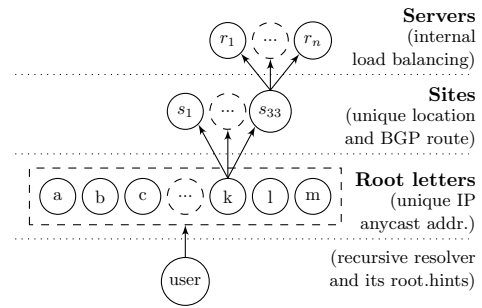 Servers
(internal
load balancing)
r1 ... rn
Sites
(unique location
and BGP route)
s1 ... s33
Root letters
(unique IP
anycast addr.)
a b c ... k l m
(recursive resolver
and its root.hints)
user